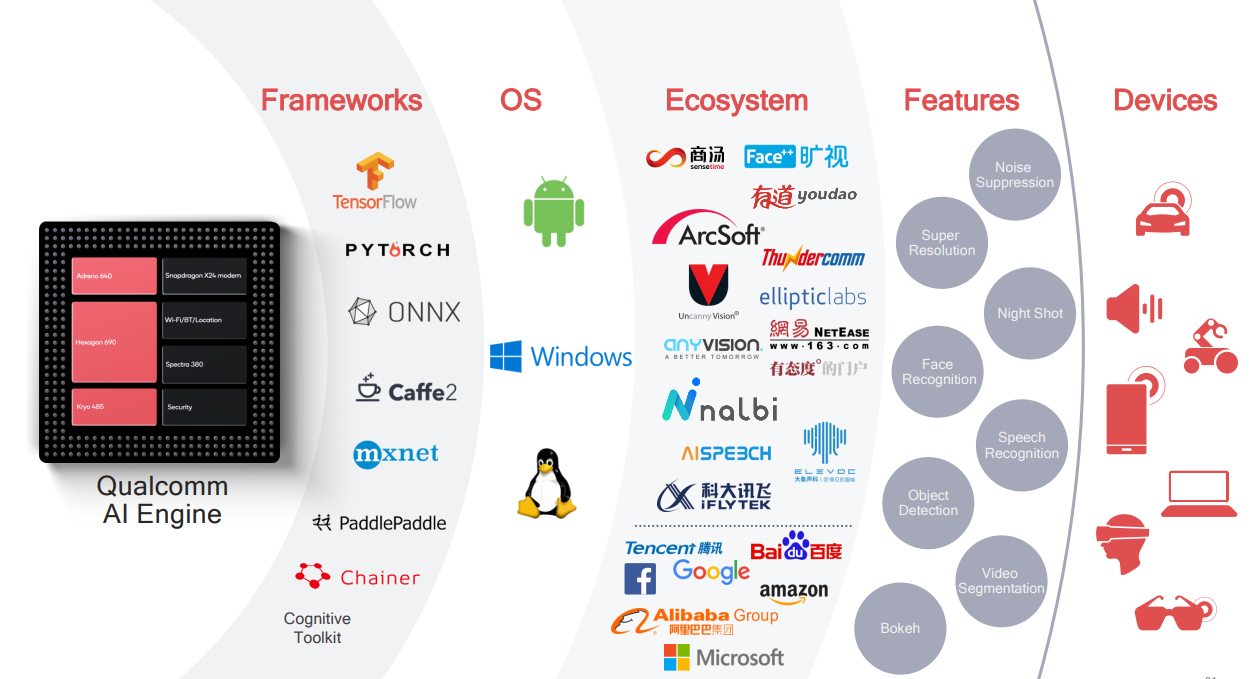 Frameworks
OS
Ecosystem
Features
Devices
Adreno 640
Snapdragon X24 modem
Hexagon 690
Wi-Fi/BT/Location
Spectra 380
Kryo 485
Security
Qualcomm
AI Engine
TensorFlow
PYTORCH
ONNX
Caffe2
mxnet
PaddlePaddle
Chainer
Cognitive
Toolkit
Windows
商汤
sensetime
Face++ 旷视
有道 youdao
ArcSoft®
Thundercomm
Uncanny Vision®
ellipticlabs
anyvision.
A BETTER TOMORROW
網易 NETEASE
www.163.com
有态度°的门户
nalbi
AISPEECH
ELEVOC
科大讯飞
iFLYTEK
Tencent 腾讯
Bai du 百度
Google
amazon
Alibaba Group
阿里巴巴集团
Microsoft
Noise
Suppression
Super
Resolution
Night Shot
Face
Recognition
Speech
Recognition
Object
Detection
Video
Segmentation
Bokeh